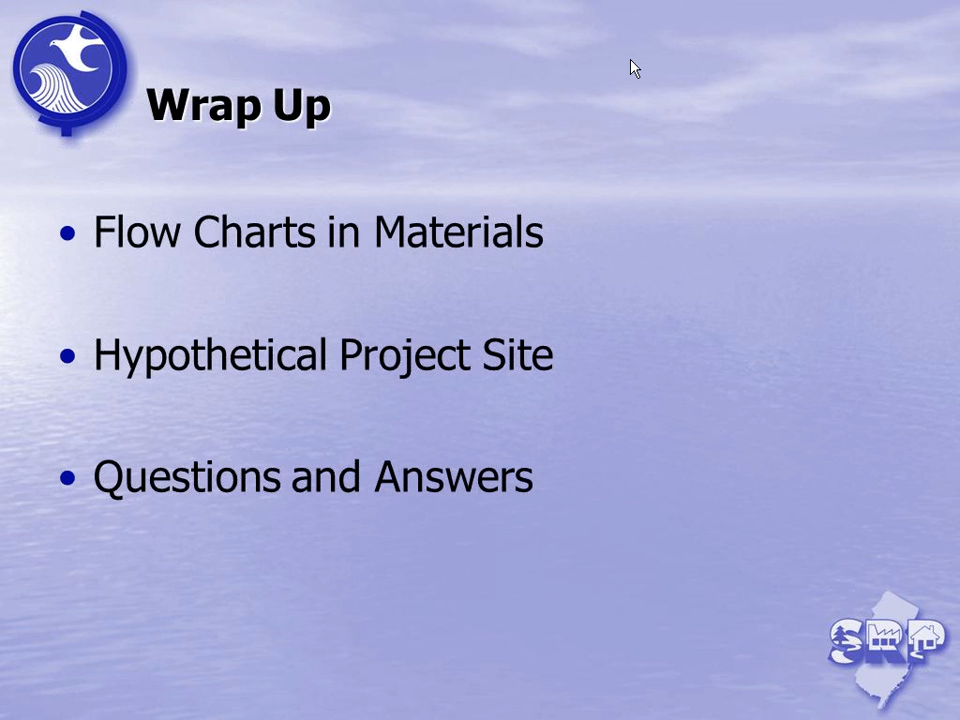 Wrap Up
• Flow Charts in Materials
• Hypothetical Project Site
• Questions and Answers
SRP